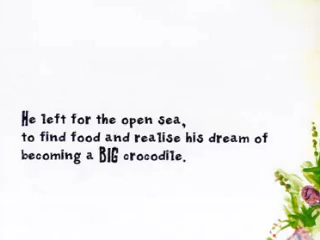 He left for the open sea,
to find food and realise his dream of
becoming a BIG crocodile.